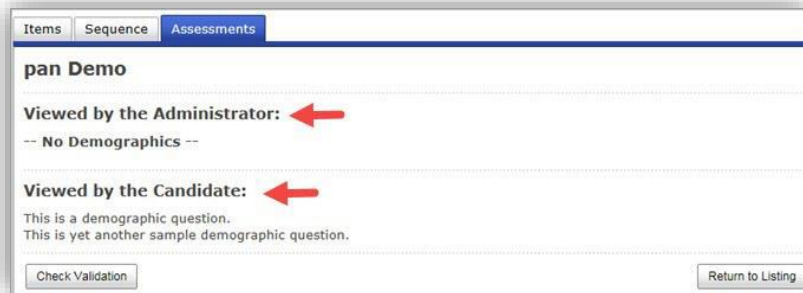 Items Sequence Assessments
pan Demo
Viewed by the Administrator:
-- No Demographics --
Viewed by the Candidate:
This is a demographic question.
This is yet another sample demographic question.
Check Validation Return to Listing